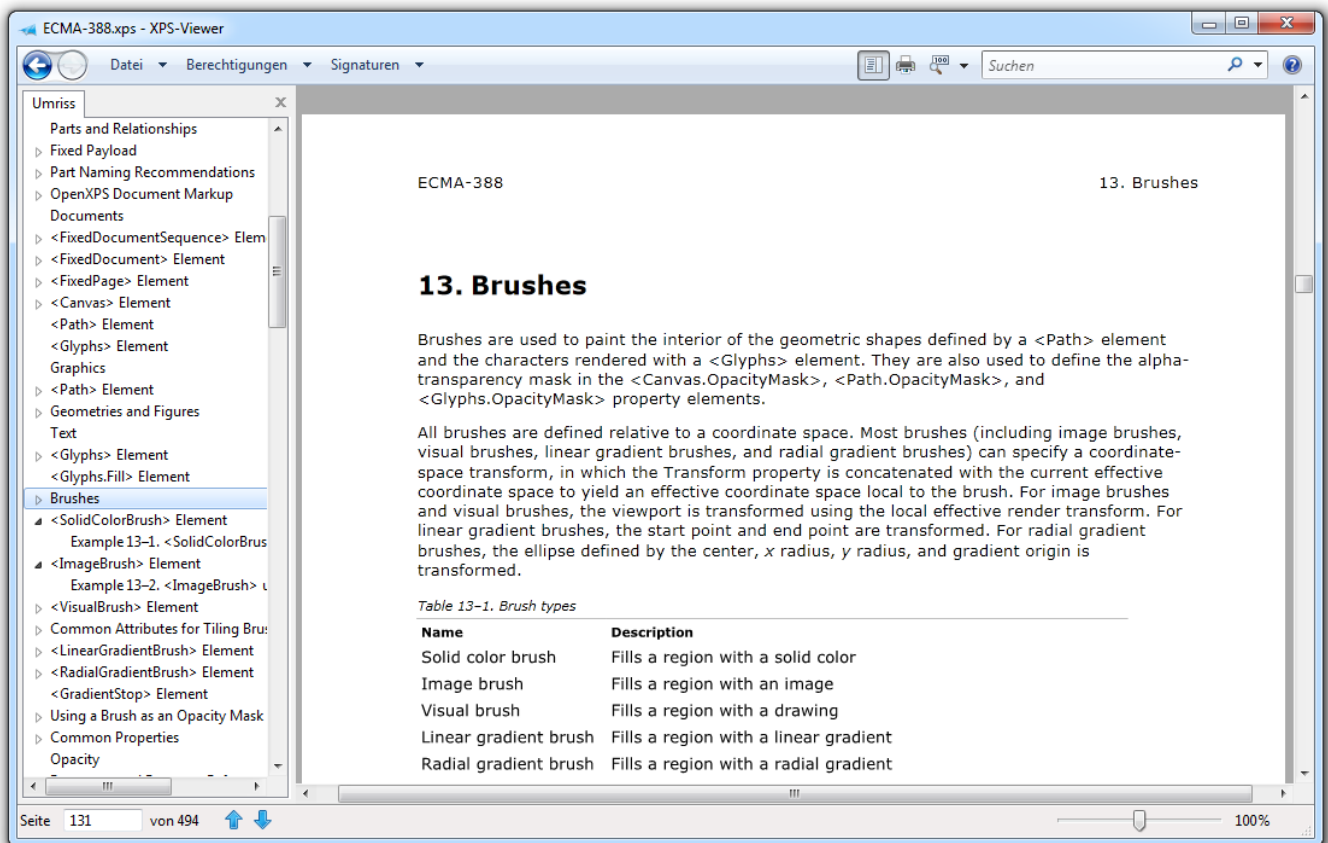 ECMA-388.xps - XPS-Viewer
Datei Berechtigungen Signaturen 100 Suchen
Umriss
Parts and Relationships
Fixed Payload
Part Naming Recommendations
OpenXPS Document Markup
Documents
<FixedDocumentSequence> Elem
<FixedDocument> Element
<FixedPage> Element
<Canvas> Element
<Path> Element
<Glyphs> Element
Graphics
<Path> Element
Geometries and Figures
Text
<Glyphs> Element
<Glyphs.Fill> Element
Brushes
<SolidColorBrush> Element
Example 13–1. <SolidColorBrus
<ImageBrush> Element
Example 13–2. <ImageBrush> u
<VisualBrush> Element
Common Attributes for Tiling Brus
<LinearGradientBrush> Element
<RadialGradientBrush> Element
<GradientStop> Element
Using a Brush as an Opacity Mask
Common Properties
Opacity
ECMA-388 13. Brushes
13. Brushes
Brushes are used to paint the interior of the geometric shapes defined by a <Path> element
and the characters rendered with a <Glyphs> element. They are also used to define the alpha-
transparency mask in the <Canvas.OpacityMask>, <Path.OpacityMask>, and
<Glyphs.OpacityMask> property elements.
All brushes are defined relative to a coordinate space. Most brushes (including image brushes,
visual brushes, linear gradient brushes, and radial gradient brushes) can specify a coordinate-
space transform, in which the Transform property is concatenated with the current effective
coordinate space to yield an effective coordinate space local to the brush. For image brushes
and visual brushes, the viewport is transformed using the local effective render transform. For
linear gradient brushes, the start point and end point are transformed. For radial gradient
brushes, the ellipse defined by the center, x radius, y radius, and gradient origin is
transformed.
Table 13–1. Brush types
Name Description
Solid color brush Fills a region with a solid color
Image brush Fills a region with an image
Visual brush Fills a region with a drawing
Linear gradient brush Fills a region with a linear gradient
Radial gradient brush Fills a region with a radial gradient
Seite 131 von 494 100%